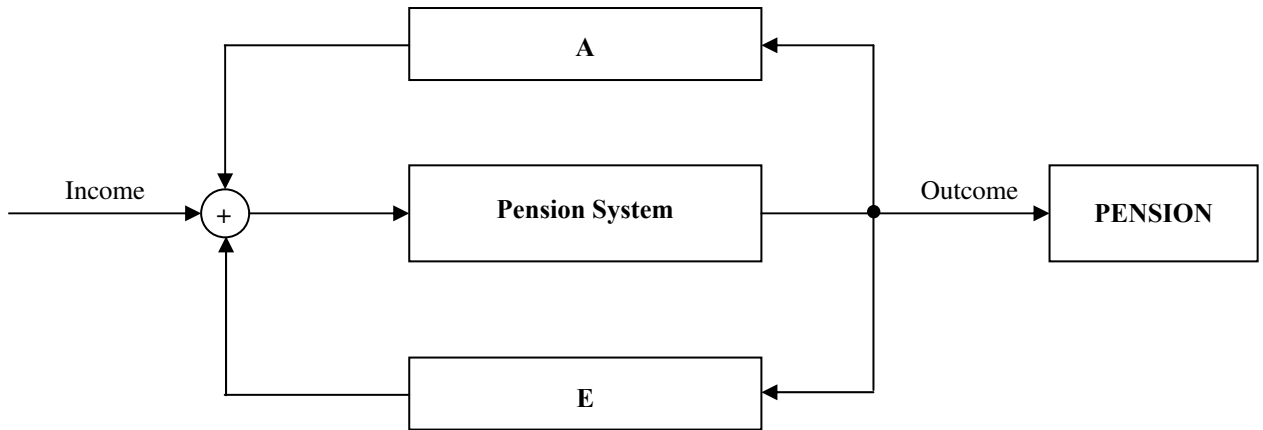 A
Income
+
Pension System
Outcome
PENSION
E